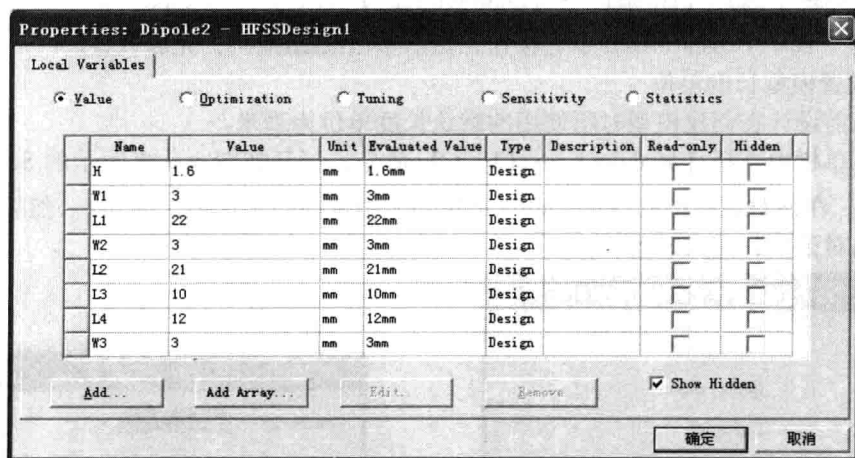 Properties: Dipole2 - HFSSDesign1
Local Variables
Value Optimization Tuning Sensitivity Statistics
Name Value Unit Evaluated Value Type Description Read-only Hidden
H 1.6 mm 1.6mm Design
W1 3 mm 3mm Design
L1 22 mm 22mm Design
W2 3 mm 3mm Design
L2 21 mm 21mm Design
L3 10 mm 10mm Design
L4 12 mm 12mm Design
W3 3 mm 3mm Design
Show Hidden
Add... Add Array... Edit... Remove
确定 取消